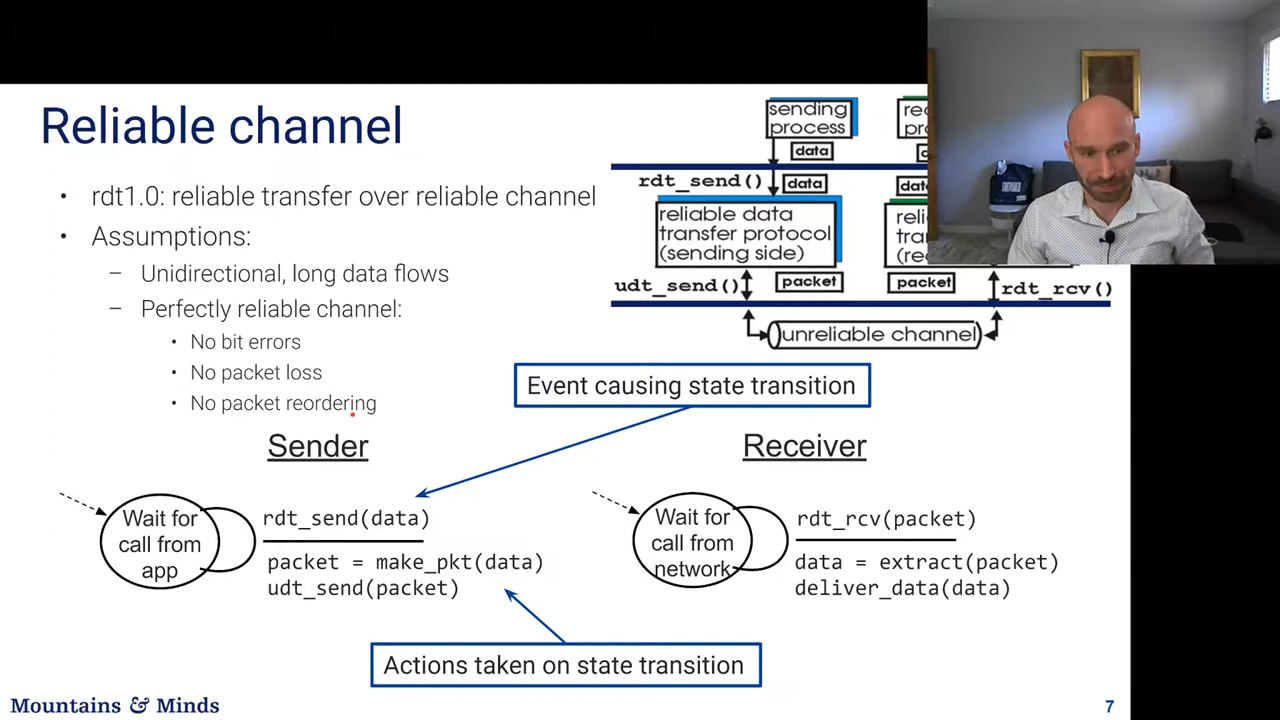 Reliable channel
• rdt1.0: reliable transfer over reliable channel
• Assumptions:
– Unidirectional, long data flows
– Perfectly reliable channel:
• No bit errors
• No packet loss
• No packet reordering
sending
process
data
rdt_send()
data
reliable data
transfer protocol
(sending side)
udt_send()
packet
packet
rdt_rcv()
unreliable channel
Event causing state transition
Sender
Wait for
call from
app
rdt_send(data)
packet = make_pkt(data)
udt_send(packet)
Receiver
Wait for
call from
network
rdt_rcv(packet)
data = extract(packet)
deliver_data(data)
Actions taken on state transition
Mountains & Minds
7